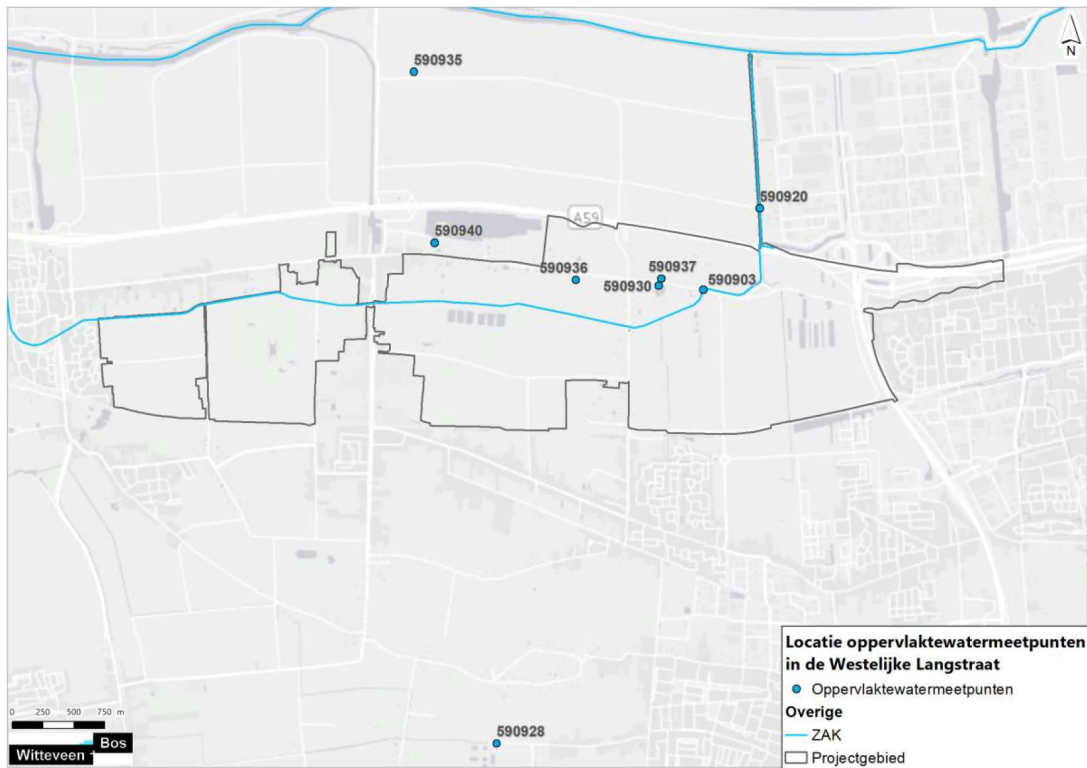 N
590935
590920
A59
590940
590936
590937
590930
590903
590928
Locatie oppervlaktewatermeetpunten
in de Westelijke Langstraat
Oppervlaktewatermeetpunten
Overige
ZAK
Projectgebied
0 250 500 750 m
Witteveen + Bos